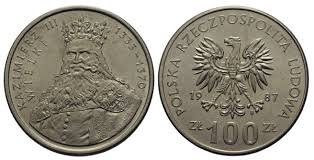 KAZIMIERZ III
WIELKI
1333-1370
POLSKA RZECZPOSPOLITA LUDOWA
19 87
ZŁ 100 ZŁ